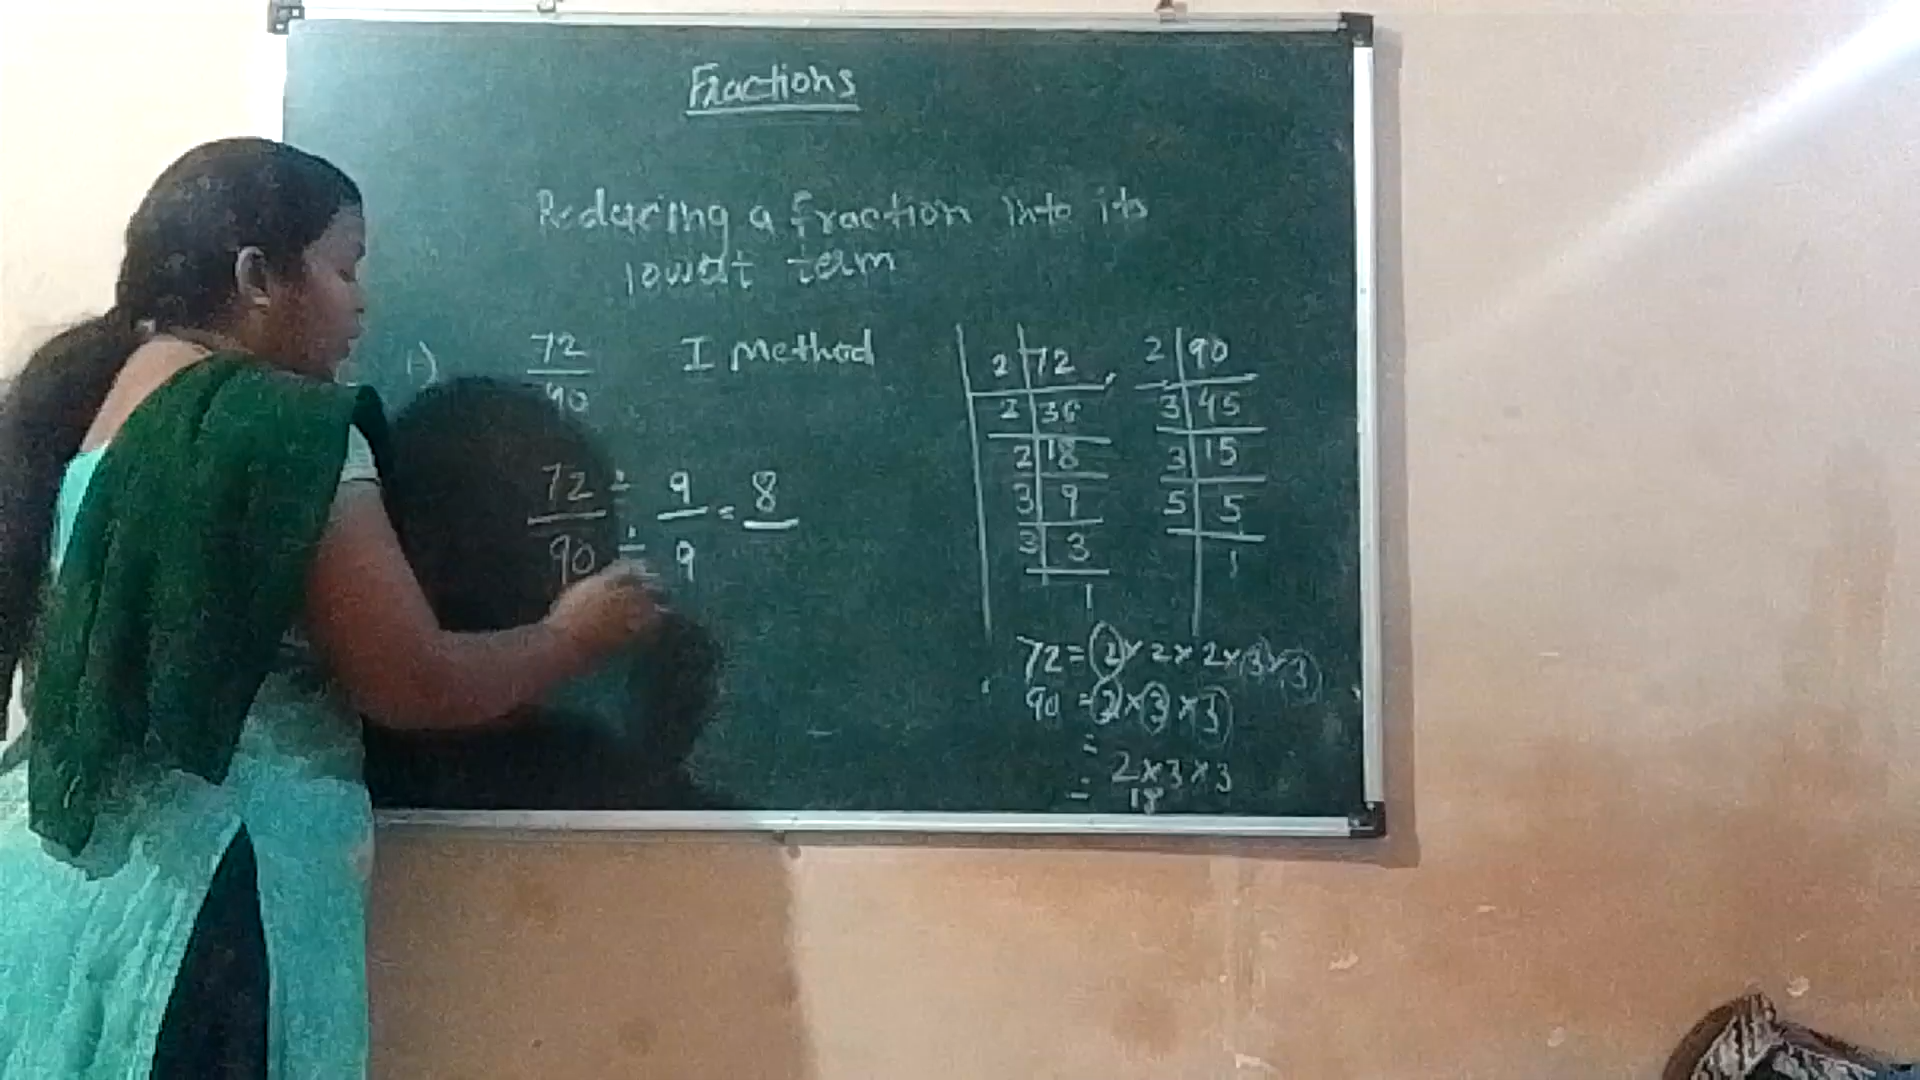 Fractions
Reducing a fraction into its
lowest term
1-) 72/90 I Method
72 ÷ 9 = 8
90 ÷ 9
2 | 72 ,
2 | 36
2 | 18
3 | 9
3 | 3
1
2 | 90
3 | 45
3 | 15
5 | 5
1
72 = 2 × 2 × 2 × 3 × 3
90 = 2 × 3 × 3
=
= 2 × 3 × 3
18